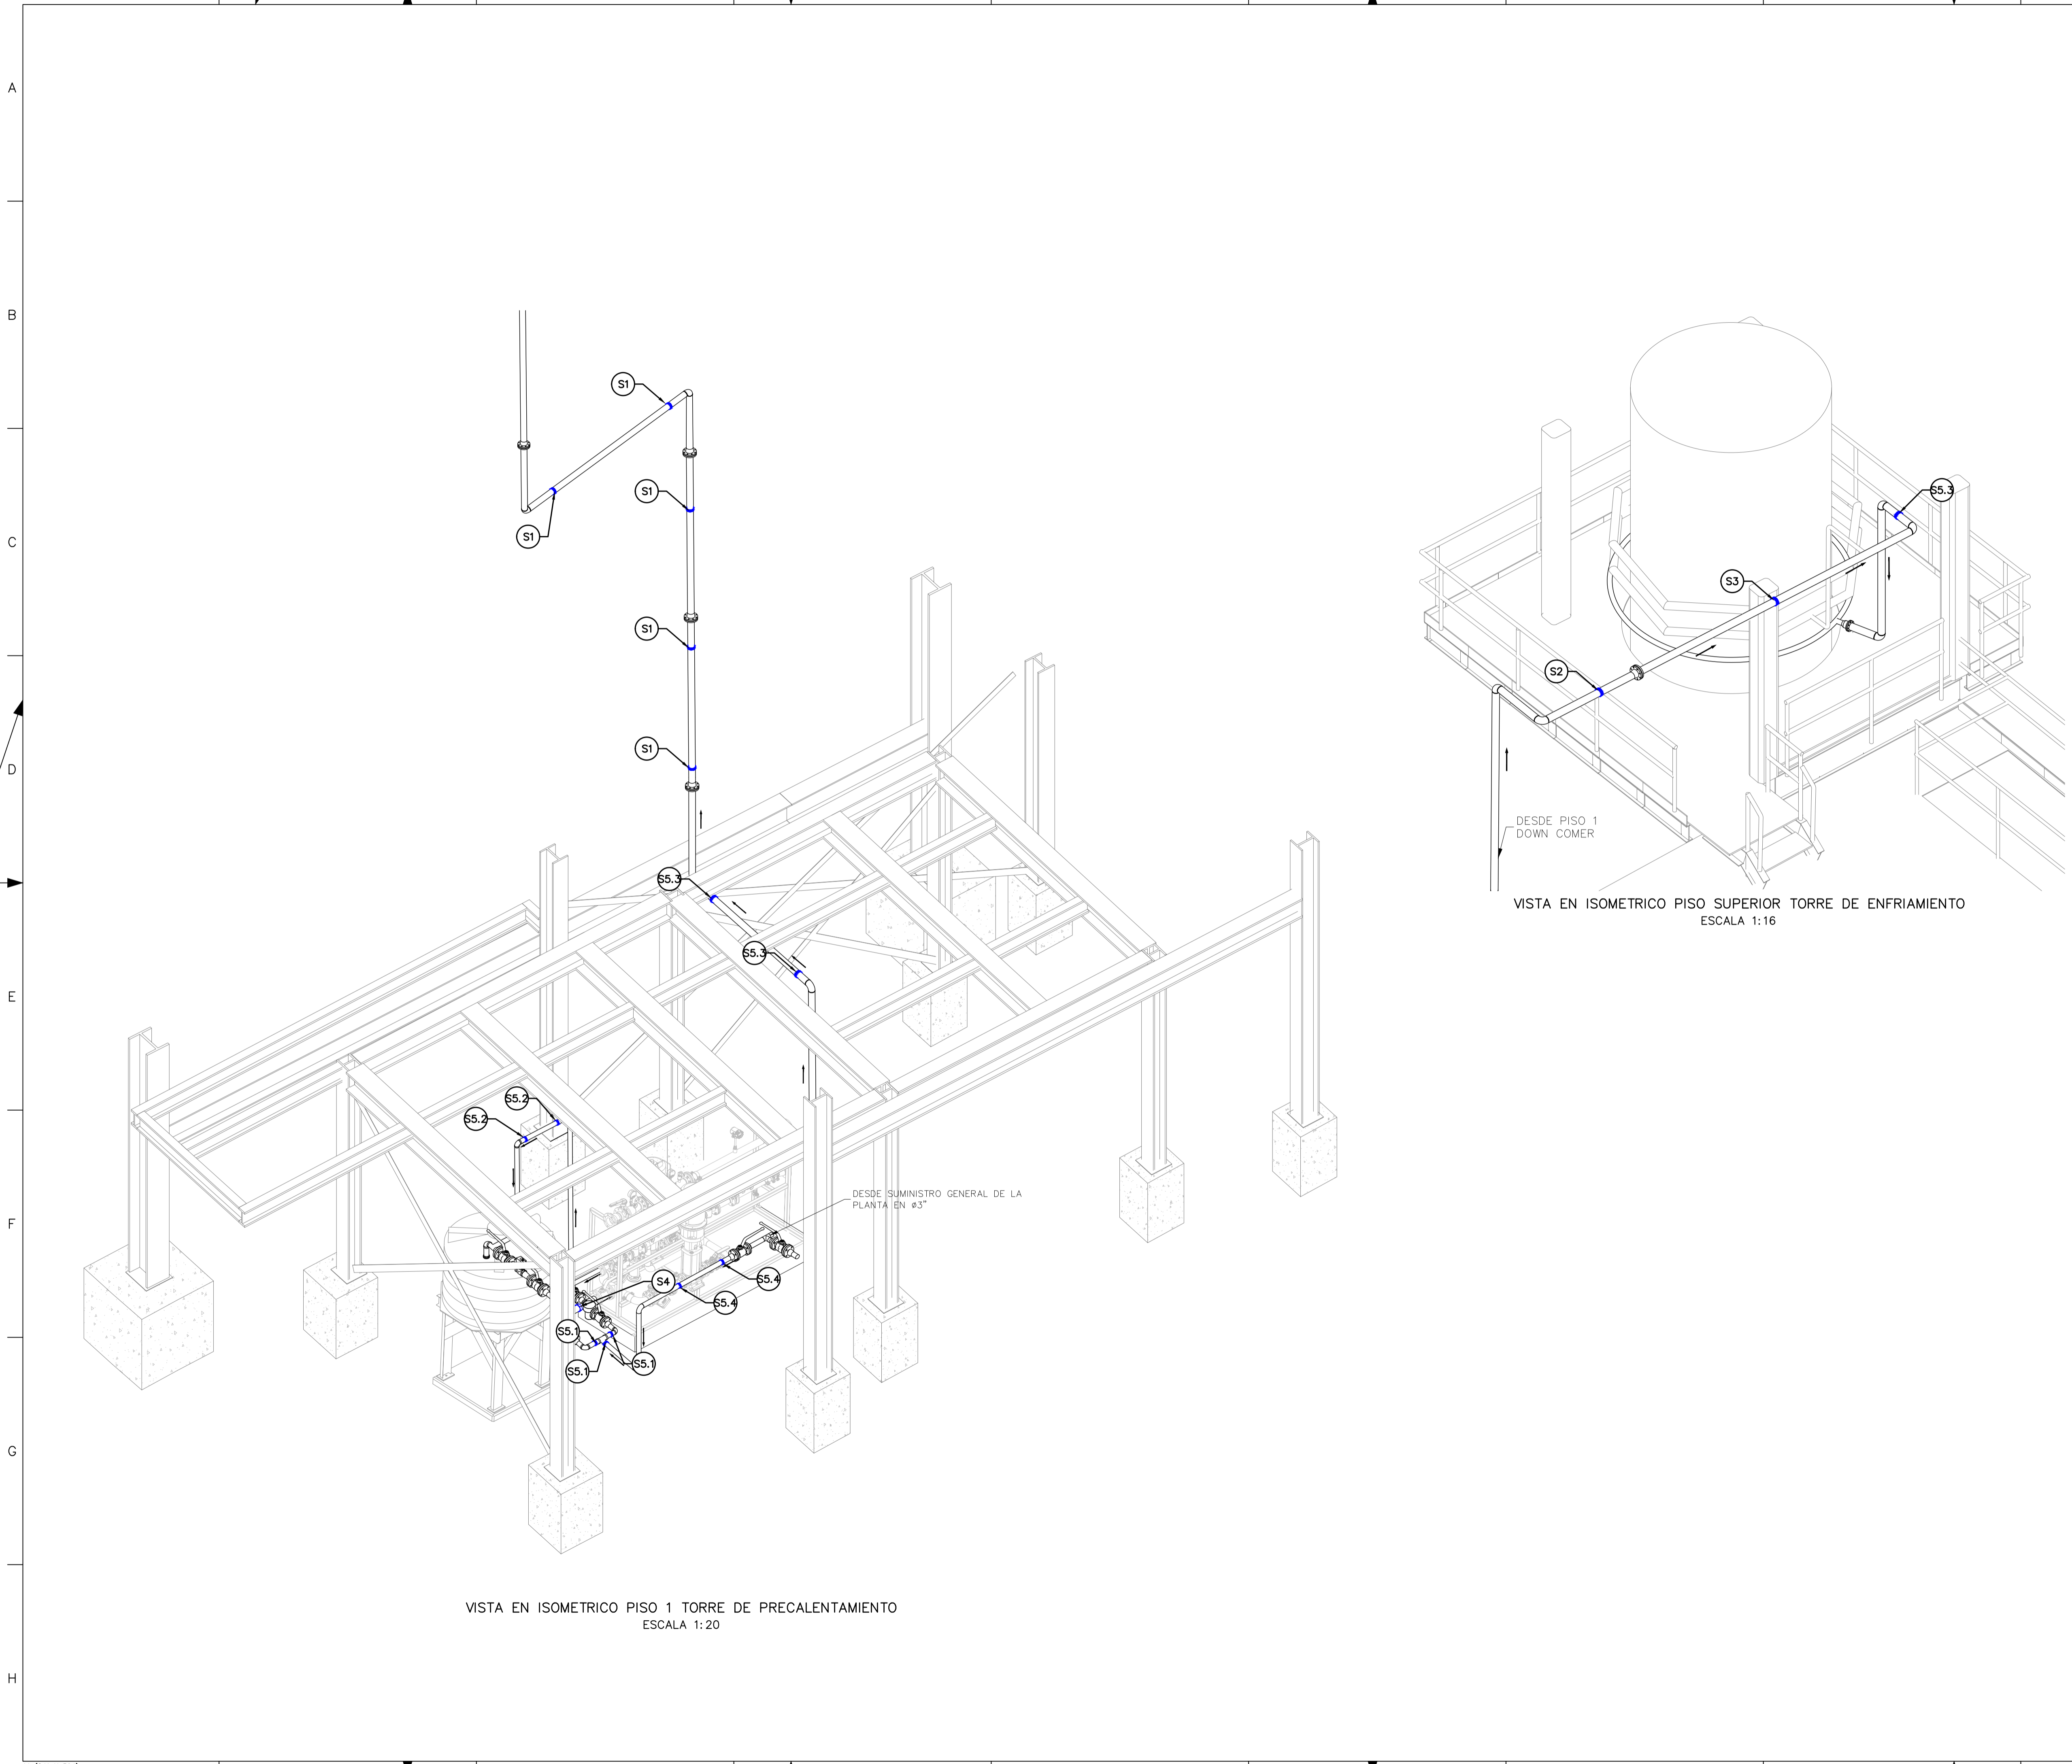 A
B
S1
S1
S1
C
S5.3
S3
S1
S2
S1
D
DESDE PISO 1
DOWN COMER
S5.3
VISTA EN ISOMETRICO PISO SUPERIOR TORRE DE ENFRIAMIENTO
ESCALA 1:16
S5.3
E
S5.2
S5.2
DESDE SUMINISTRO GENERAL DE LA
PLANTA EN ø3"
F
S4
S5.4
S5.4
S5.1
S5.1
S5.1
G
VISTA EN ISOMETRICO PISO 1 TORRE DE PRECALENTAMIENTO
ESCALA 1:20
H